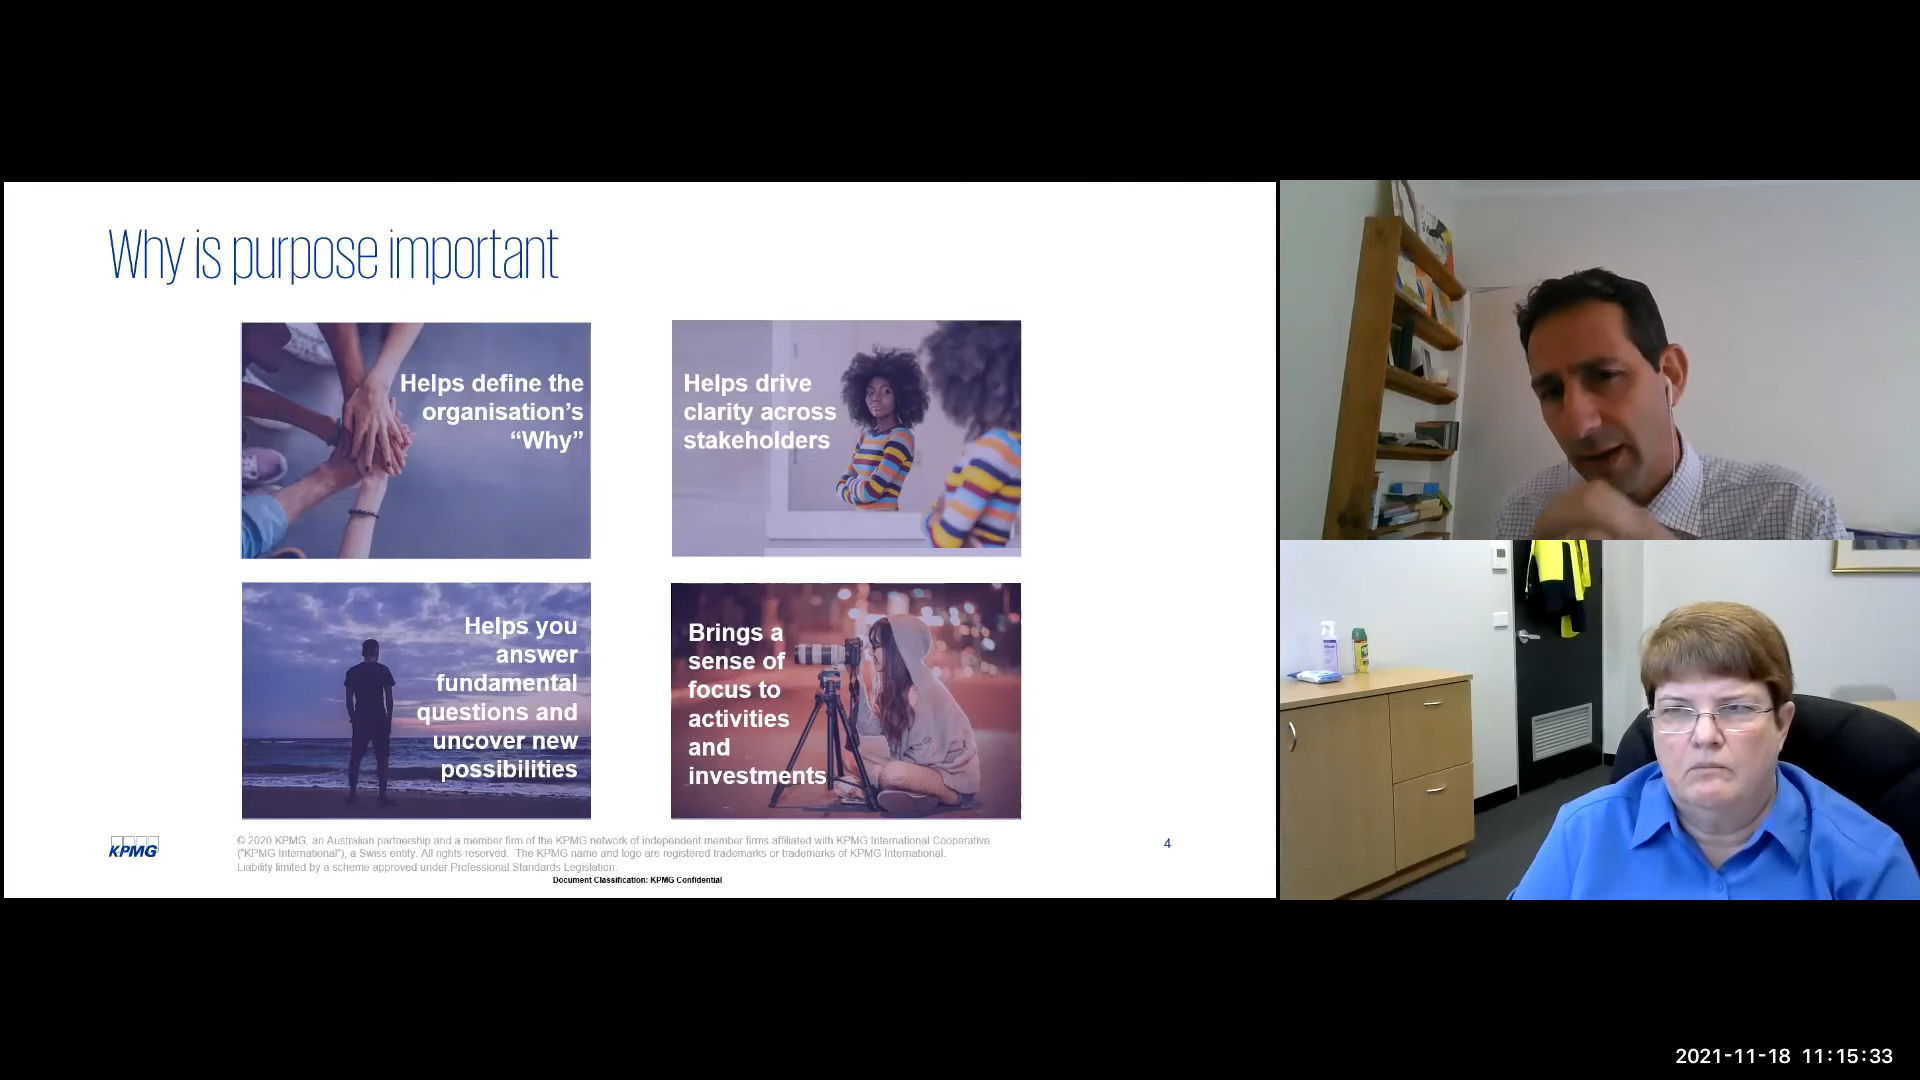 Why is purpose important
Helps define the
organisation’s
“Why”
Helps drive
clarity across
stakeholders
Helps you
answer
fundamental
questions and
uncover new
possibilities
Brings a
sense of
focus to
activities
and
investments
KPMG
© 2020 KPMG, an Australian partnership and a member firm of the KPMG network of independent member firms affiliated with KPMG International Cooperative
("KPMG International"), a Swiss entity. All rights reserved. The KPMG name and logo are registered trademarks or trademarks of KPMG International.
Liability limited by a scheme approved under Professional Standards Legislation.
Document Classification: KPMG Confidential
4
2021-11-18 11:15:33